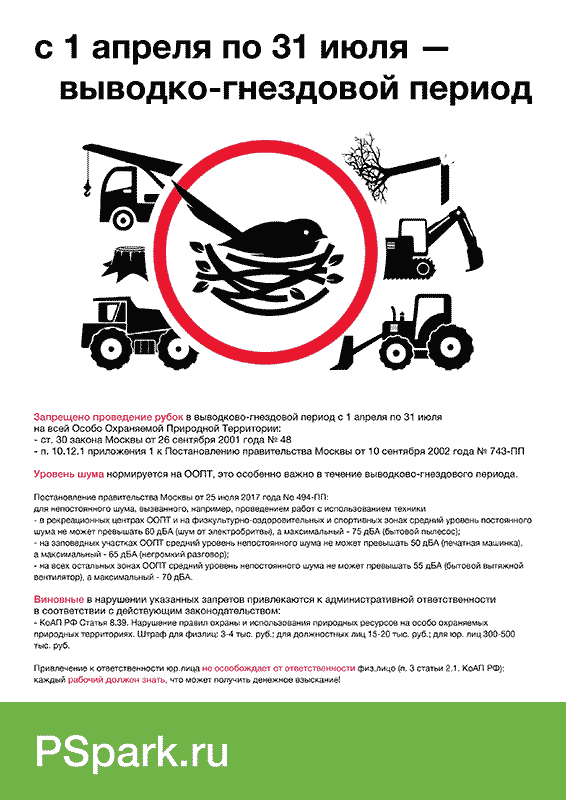 с 1 апреля по 31 июля —
выводко-гнездовой период
Запрещено проведение рубок в выводково-гнездовой период с 1 апреля по 31 июля
на всей Особо Охраняемой Природной Территории:
- ст. 30 закона Москвы от 26 сентября 2001 года № 48
- п. 10.12.1 приложения 1 к Постановлению правительства Москвы от 10 сентября 2002 года № 743-ПП
Уровень шума нормируется на ООПТ, это особенно важно в течение выводково-гнездового периода.
Постановление правительства Москвы от 25 июля 2017 года No 494-ПП:
для непостоянного шума, вызванного, например, проведением работ с использованием техники
- в рекреационных центрах ООПТ и на физкультурно-оздоровительных и спортивных зонах средний уровень постоянного
шума не может превышать 60 дБА (шум от электробритвы), а максимальный - 75 дБА (бытовой пылесос);
- на заповедных участках ООПТ средний уровень непостоянного шума не может превышать 50 дБА (печатная машинка),
а максимальный - 65 дБА (негромкий разговор);
- на всех остальных зонах ООПТ средний уровень непостоянного шума не может превышать 55 дБА (бытовой вытяжной
вентилятор), а максимальный - 70 дБА.
Виновные в нарушении указанных запретов привлекаются к административной ответственности
в соответствии с действующим законодательством:
- КоАП РФ Статья 8.39. Нарушение правил охраны и использования природных ресурсов на особо охраняемых
природных территориях. Штраф для физлиц: 3-4 тыс. руб.; для должностных лиц 15-20 тыс. руб.; для юр. лиц 300-500
тыс. руб.
Привлечение к ответственности юр.лица не освобождает от ответственности физ.лицо (п. 3 статьи 2.1. КоАП РФ):
каждый рабочий должен знать, что может получить денежное взыскание!
PSpark.ru